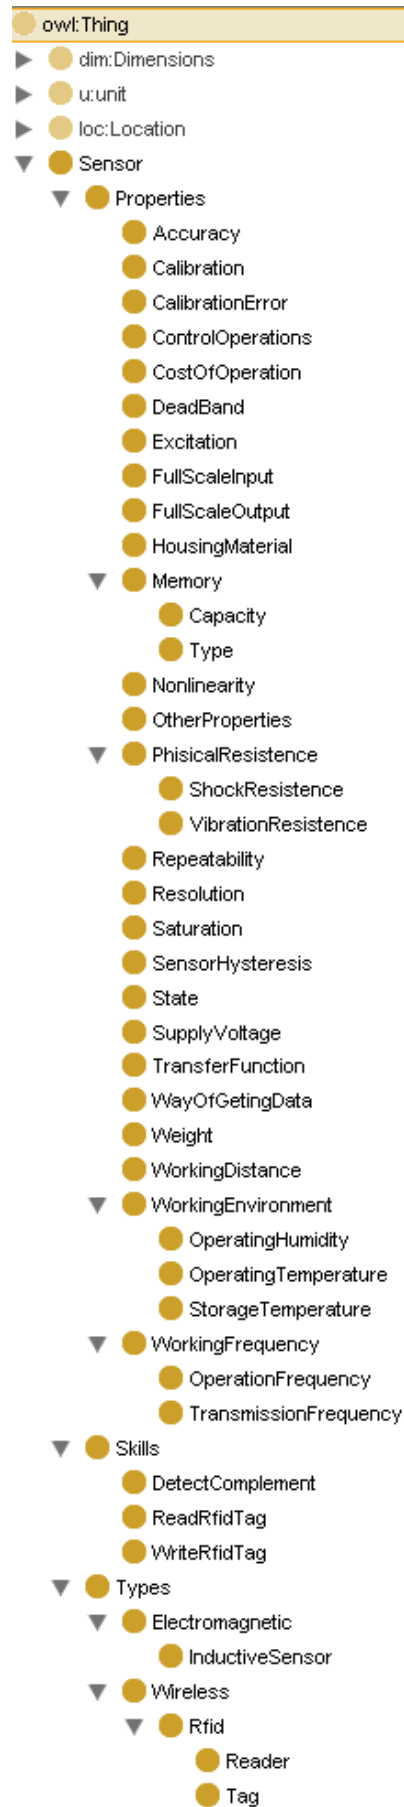 owl:Thing
dim:Dimensions
u:unit
loc:Location
Sensor
Properties
Accuracy
Calibration
CalibrationError
ControlOperations
CostOfOperation
DeadBand
Excitation
FullScaleInput
FullScaleOutput
HousingMaterial
Memory
Capacity
Type
Nonlinearity
OtherProperties
PhisicalResistence
ShockResistence
VibrationResistence
Repeatability
Resolution
Saturation
SensorHysteresis
State
SupplyVoltage
TransferFunction
WayOfGetingData
Weight
WorkingDistance
WorkingEnvironment
OperatingHumidity
OperatingTemperature
StorageTemperature
WorkingFrequency
OperationFrequency
TransmissionFrequency
Skills
DetectComplement
ReadRfidTag
WriteRfidTag
Types
Electromagnetic
InductiveSensor
Wireless
Rfid
Reader
Tag